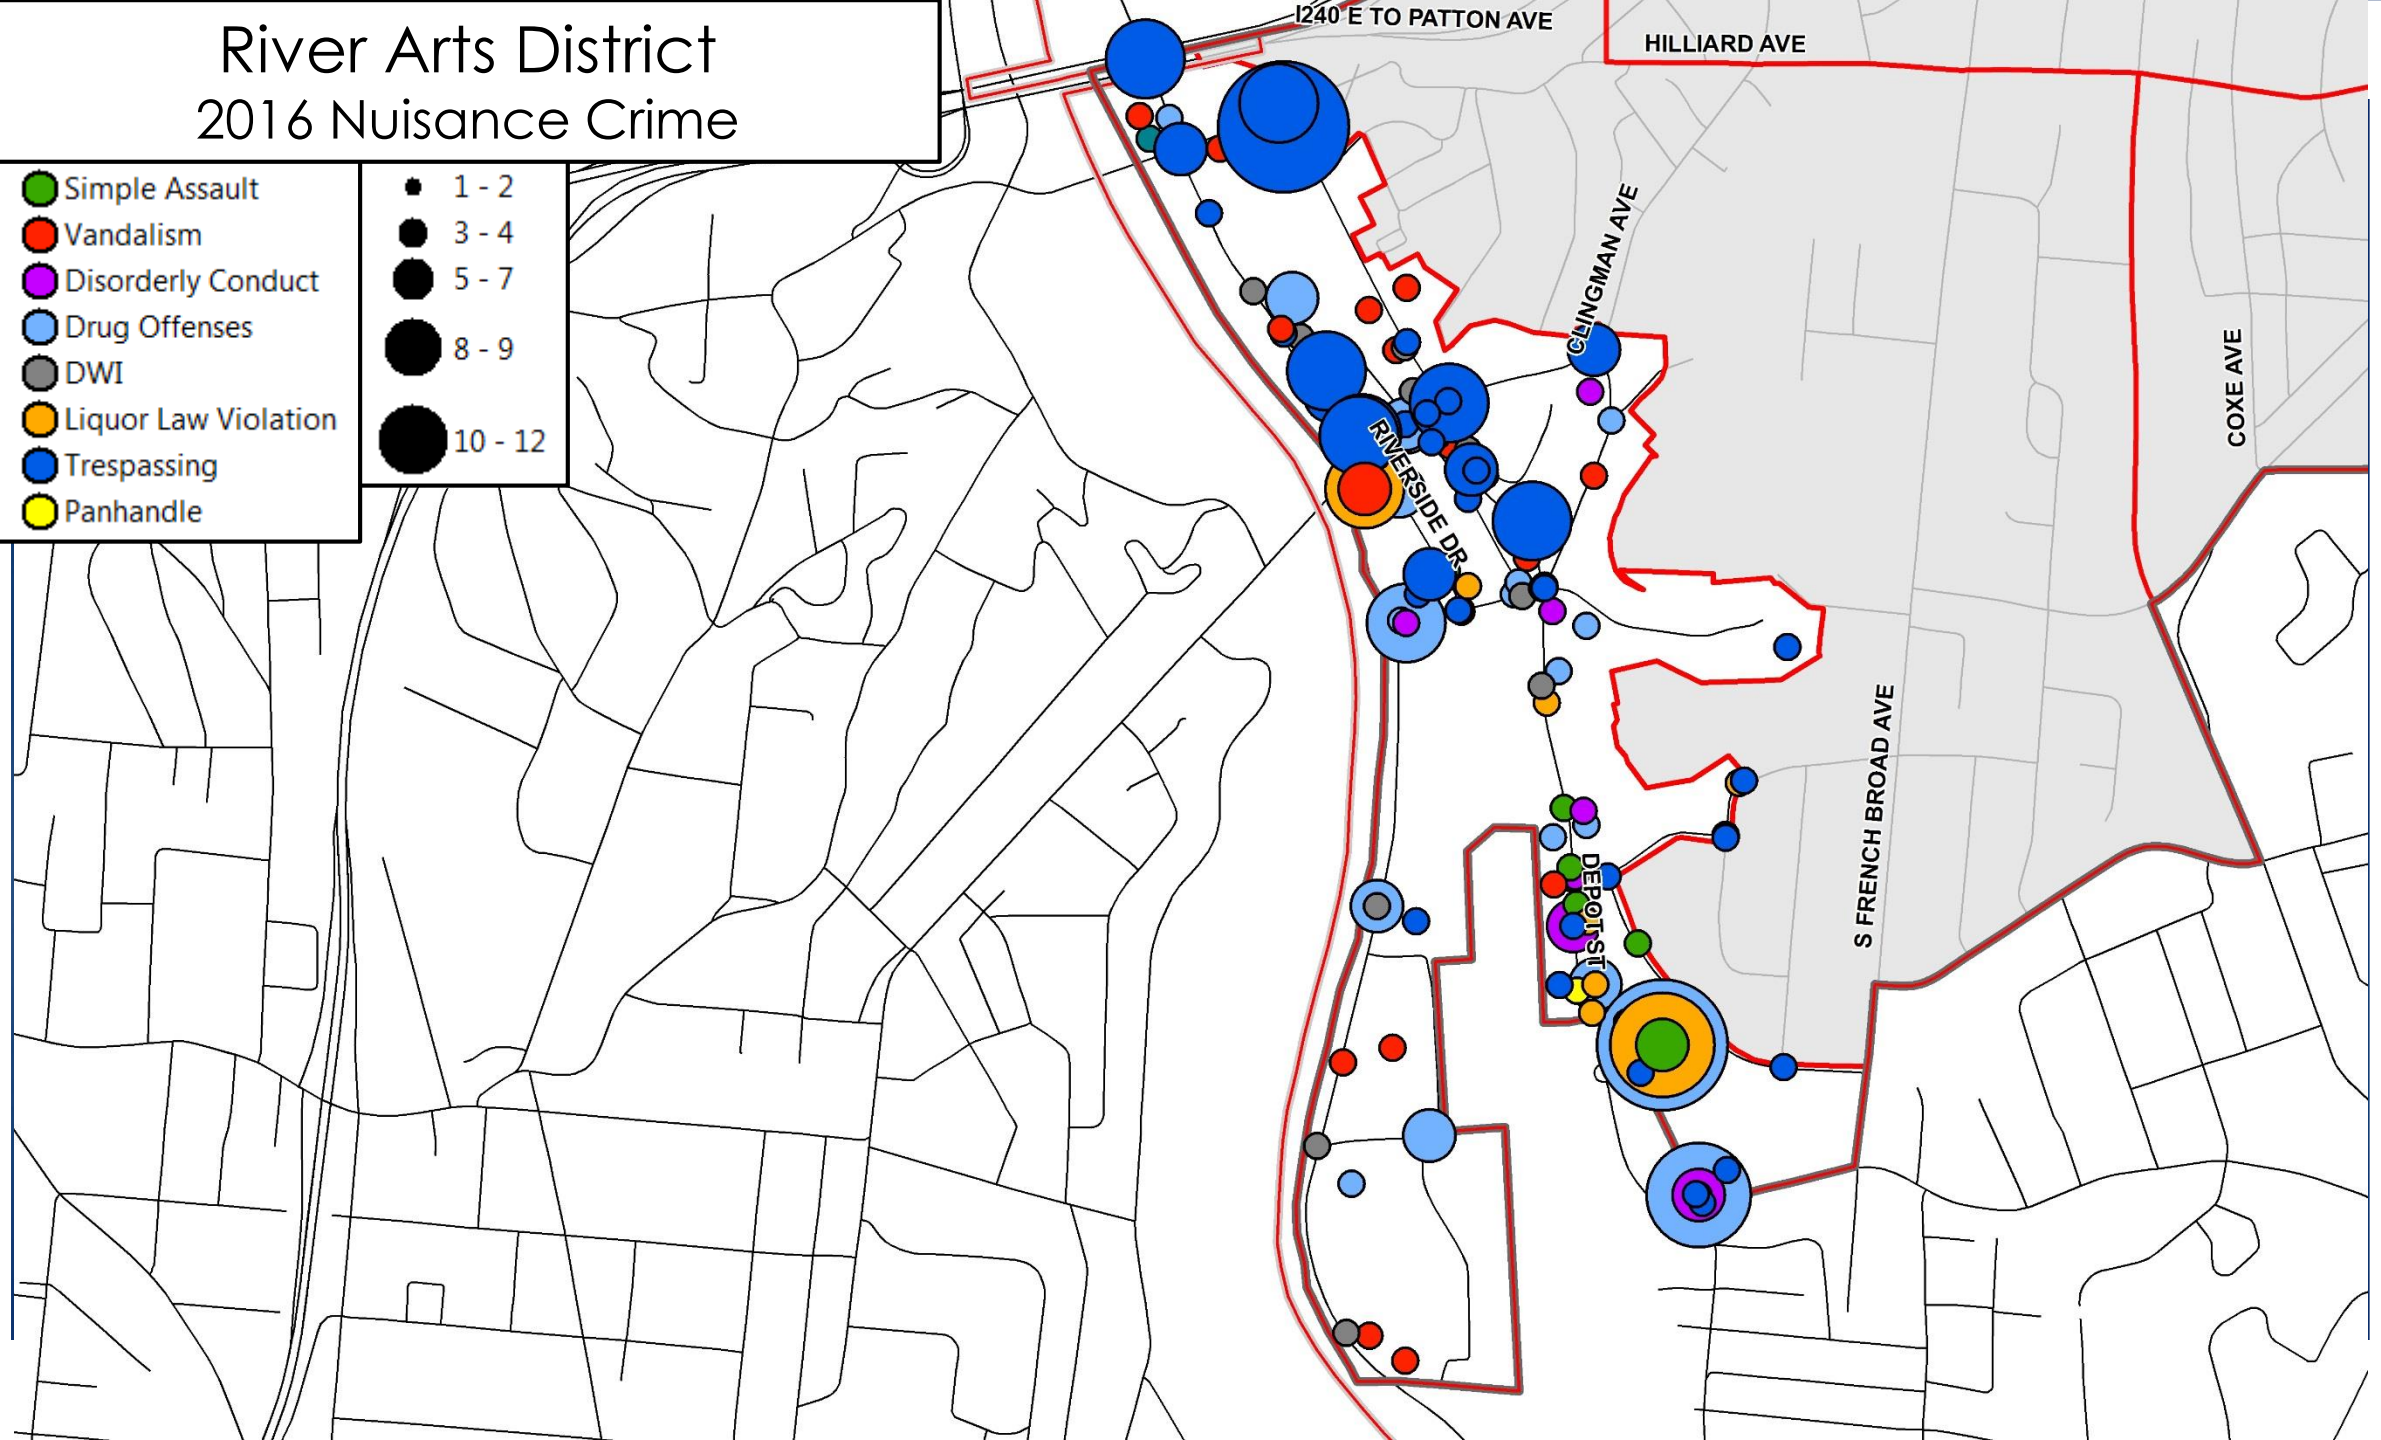 River Arts District
2016 Nuisance Crime
Simple Assault
Vandalism
Disorderly Conduct
Drug Offenses
DWI
Liquor Law Violation
Trespassing
Panhandle
1 - 2
3 - 4
5 - 7
8 - 9
10 - 12
I240 E TO PATTON AVE
HILLIARD AVE
CLINGMAN AVE
COXE AVE
RIVERSIDE DR
S FRENCH BROAD AVE
DEPOT ST